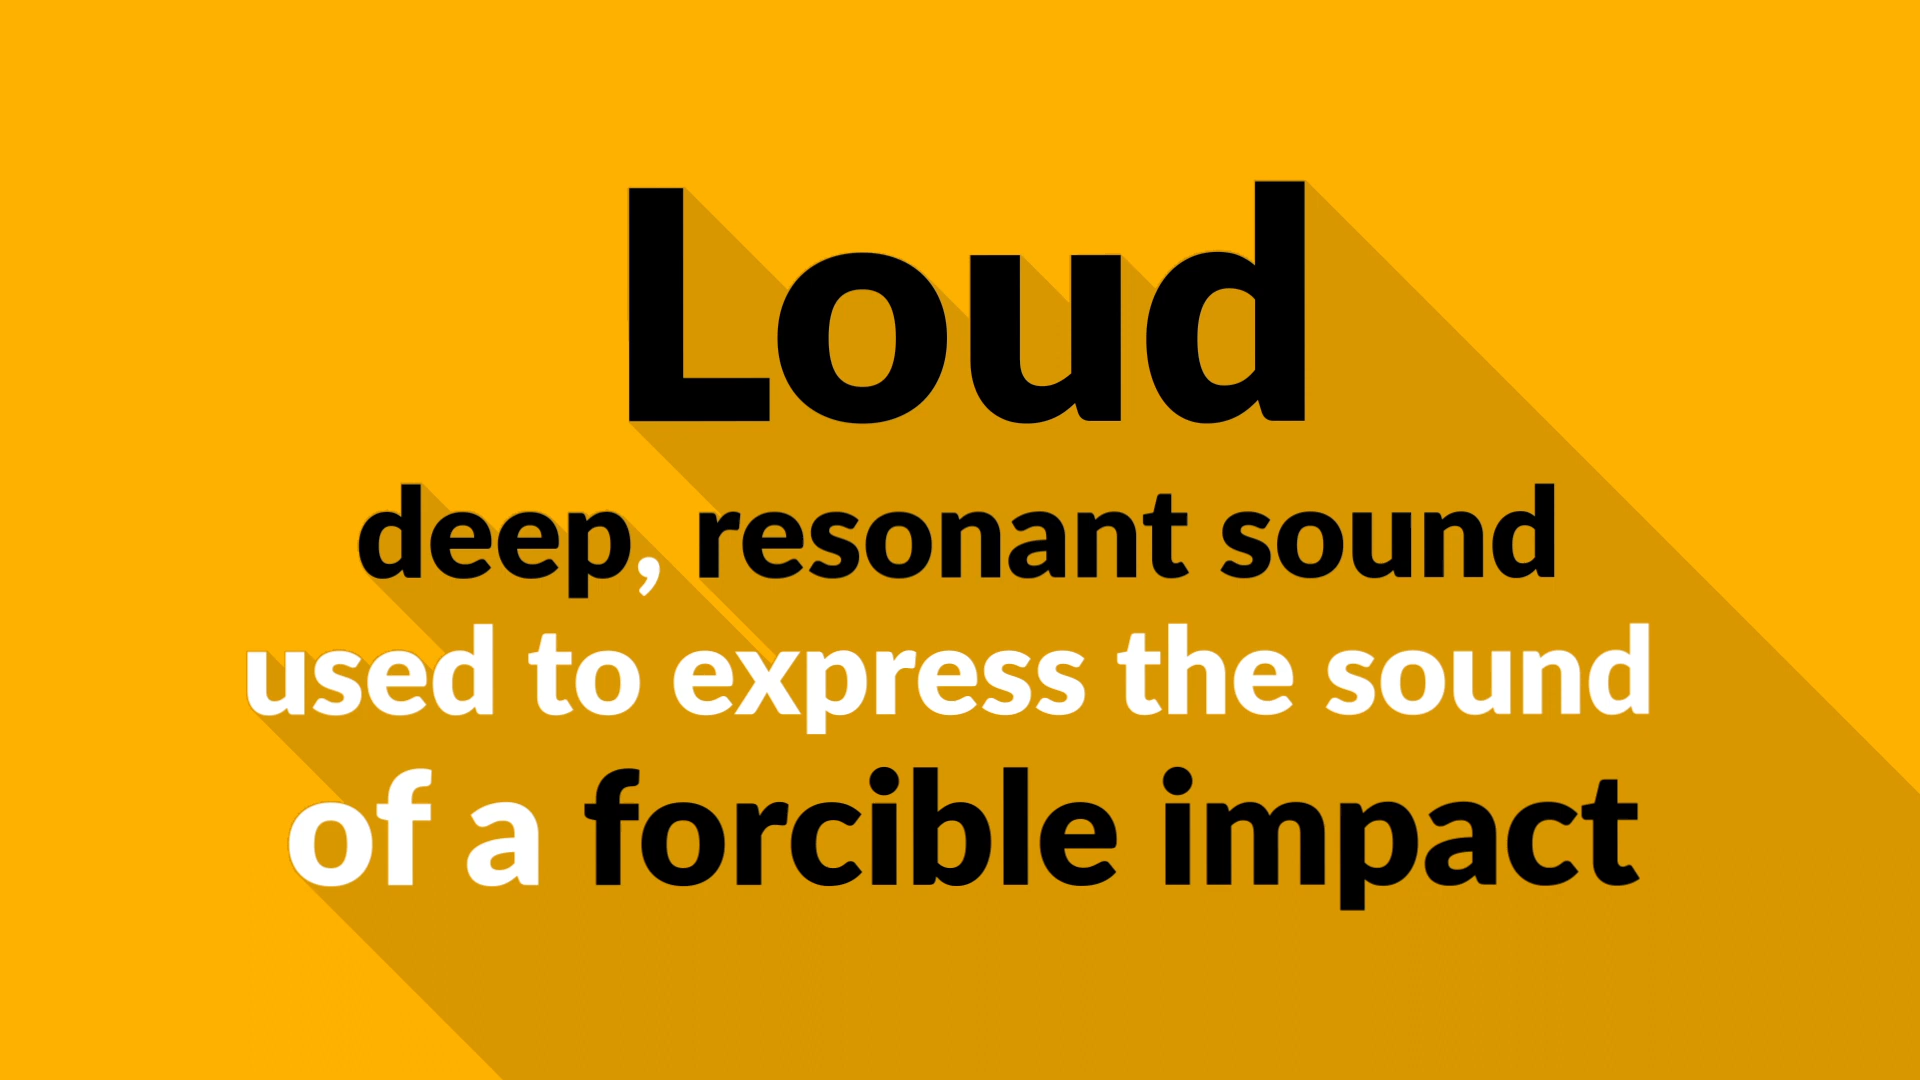 Loud
deep, resonant sound
used to express the sound
of a forcible impact